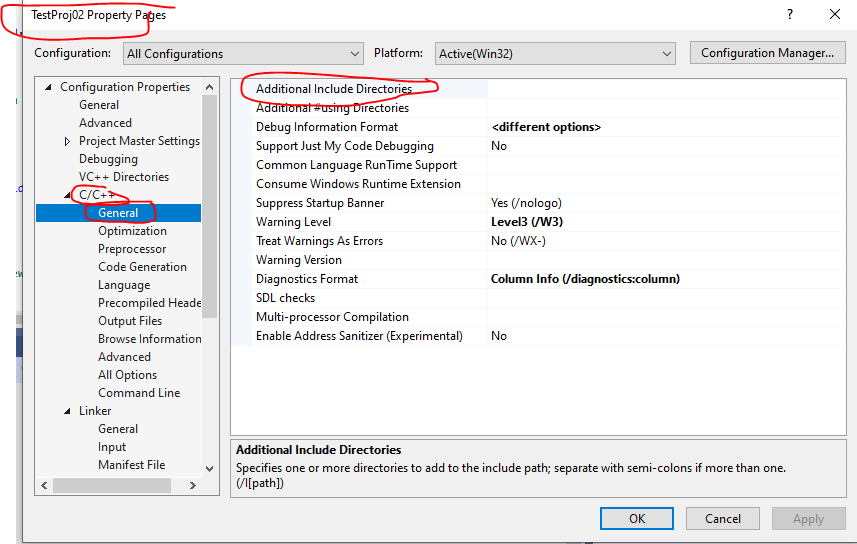 TestProj02 Property Pages
? ×
Configuration: All Configurations Platform: Active(Win32) Configuration Manager...
Configuration Properties
General
Advanced
Project Master Settings
Debugging
VC++ Directories
C/C++
General
Optimization
Preprocessor
Code Generation
Language
Precompiled Heade
Output Files
Browse Information
Advanced
All Options
Command Line
Linker
General
Input
Manifest File
Additional Include Directories
Additional #using Directories
Debug Information Format <different options>
Support Just My Code Debugging No
Common Language RunTime Support
Consume Windows Runtime Extension
Suppress Startup Banner Yes (/nologo)
Warning Level Level3 (/W3)
Treat Warnings As Errors No (/WX-)
Warning Version
Diagnostics Format Column Info (/diagnostics:column)
SDL checks
Multi-processor Compilation
Enable Address Sanitizer (Experimental) No
Additional Include Directories
Specifies one or more directories to add to the include path; separate with semi-colons if more than one.
(/I[path])
OK Cancel Apply